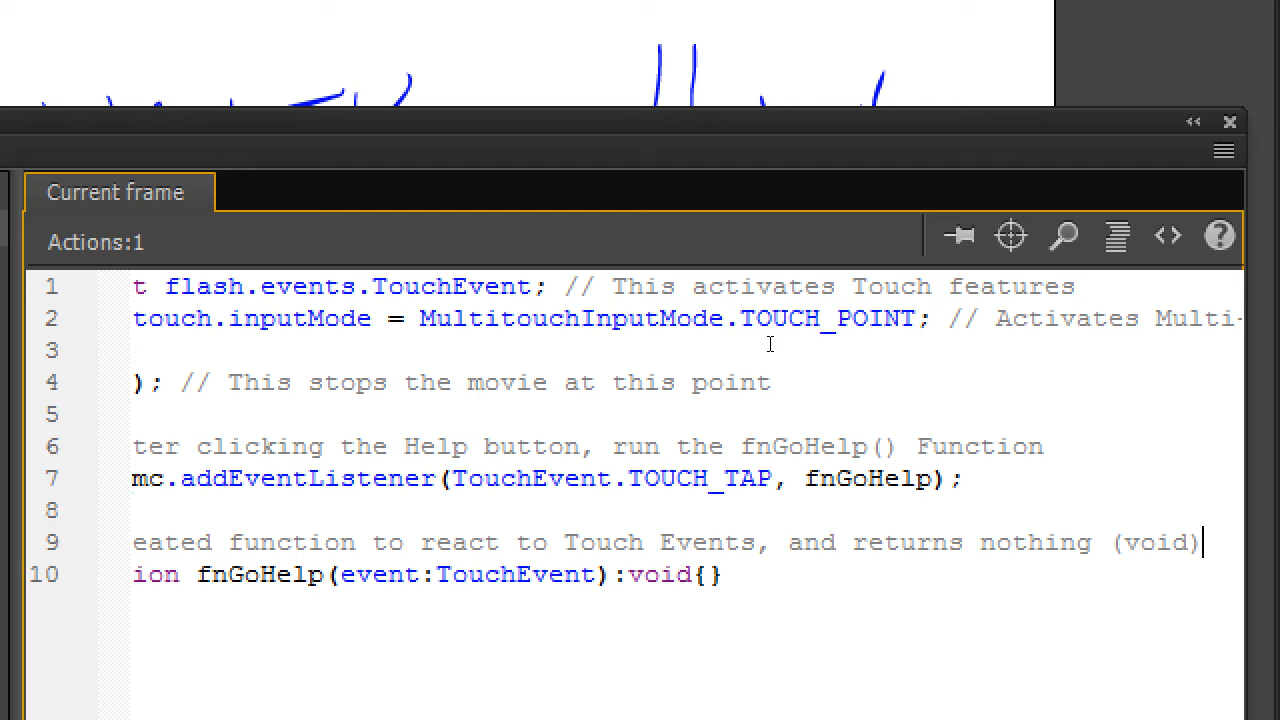 Current frame
Actions:1
1 t flash.events.TouchEvent; // This activates Touch features
2 touch.inputMode = MultitouchInputMode.TOUCH_POINT; // Activates Multi-
3
4 ); // This stops the movie at this point
5
6 ter clicking the Help button, run the fnGoHelp() Function
7 mc.addEventListener(TouchEvent.TOUCH_TAP, fnGoHelp);
8
9 eated function to react to Touch Events, and returns nothing (void)
10 ion fnGoHelp(event:TouchEvent):void{}